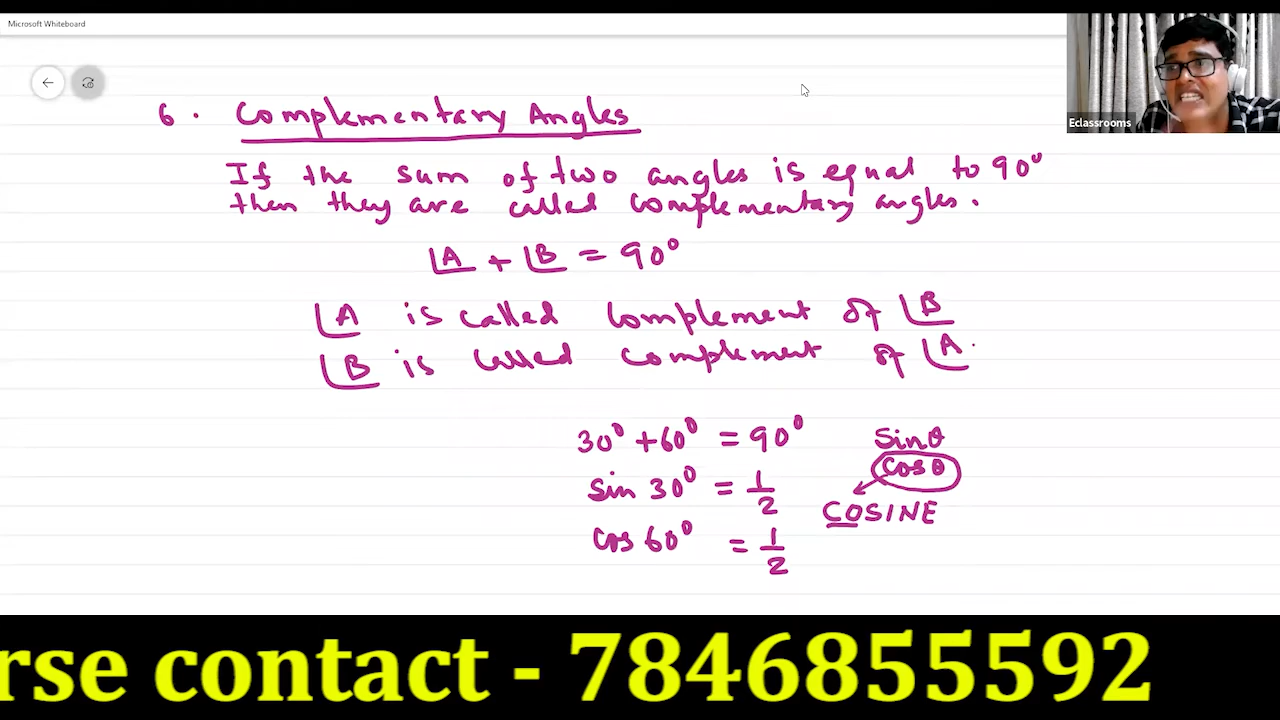 Microsoft Whiteboard
Eclassrooms
6. Complementary Angles
If the sum of two angles is equal to 90°
then they are called complementary angles.
∠A + ∠B = 90°
∠A is called complement of ∠B
∠B is called complement of ∠A.
30° + 60° = 90°
sin θ
sin 30° = 1/2
cos θ
COSINE
cos 60° = 1/2
rse contact - 7846855592